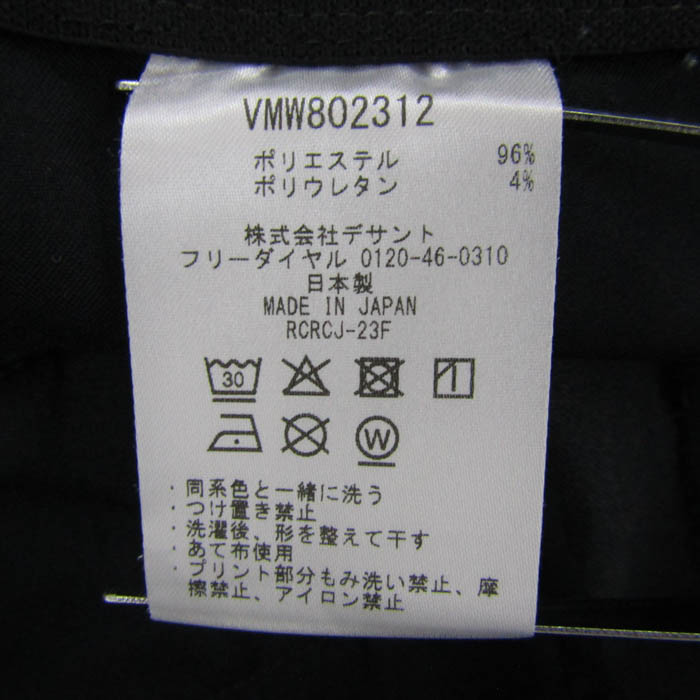 VMW802312
ポリエステル 96%
ポリウレタン 4%
株式会社デサント
フリーダイヤル 0120-46-0310
日本製
MADE IN JAPAN
RCRCJ-23F
30
W
・同系色と一緒に洗う
・つけ置き禁止
・洗濯後、形を整えて干す
・あて布使用
・プリント部分もみ洗い禁止、摩
擦禁止、アイロン禁止